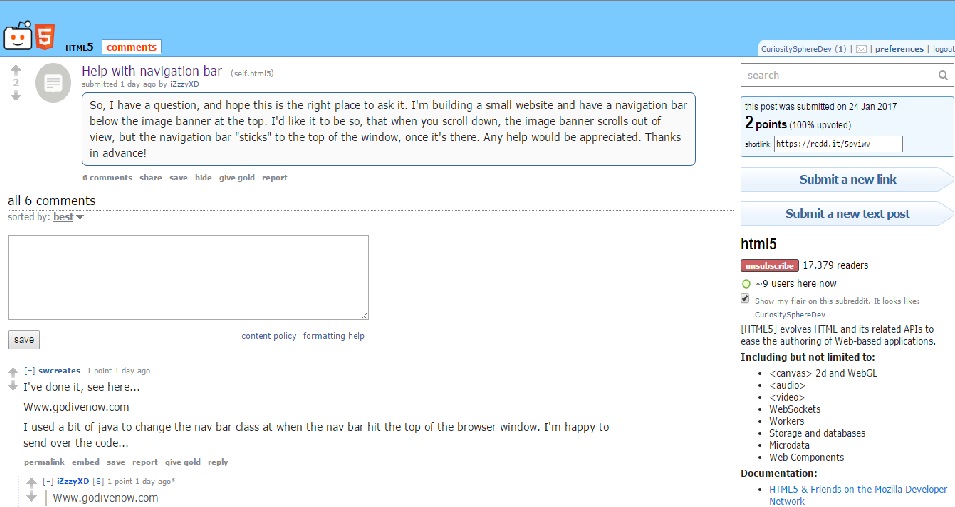 HTML5 comments
CuriositySphereDev (1) | | preferences | logout
2
Help with navigation bar (self.html5)
submitted 1 day ago by iZzzyXD
So, I have a question, and hope this is the right place to ask it. I'm building a small website and have a navigation bar
below the image banner at the top. I'd like it to be so, that when you scroll down, the image banner scrolls out of
view, but the navigation bar "sticks" to the top of the window, once it's there. Any help would be appreciated. Thanks
in advance!
6 comments share save hide give gold report
all 6 comments
sorted by: best
save
content policy formatting help
[–] swcreates 1 point 1 day ago
I've done it, see here...
Www.godivenow.com
I used a bit of java to change the nav bar class at when the nav bar hit the top of the browser window. I'm happy to
send over the code...
permalink embed save report give gold reply
[–] iZzzyXD [S] 1 point 1 day ago*
Www.godivenow.com
search
this post was submitted on 24 Jan 2017
2 points (100% upvoted)
shortlink:
Submit a new link
Submit a new text post
html5
unsubscribe 17,379 readers
~9 users here now
Show my flair on this subreddit. It looks like:
CuriositySphereDev
[HTML5] evolves HTML and its related APIs to
ease the authoring of Web-based applications.
Including but not limited to:
• <canvas> 2d and WebGL
• <audio>
• <video>
• WebSockets
• Workers
• Storage and databases
• Microdata
• Web Components
Documentation:
• HTML5 & Friends on the Mozilla Developer
Network